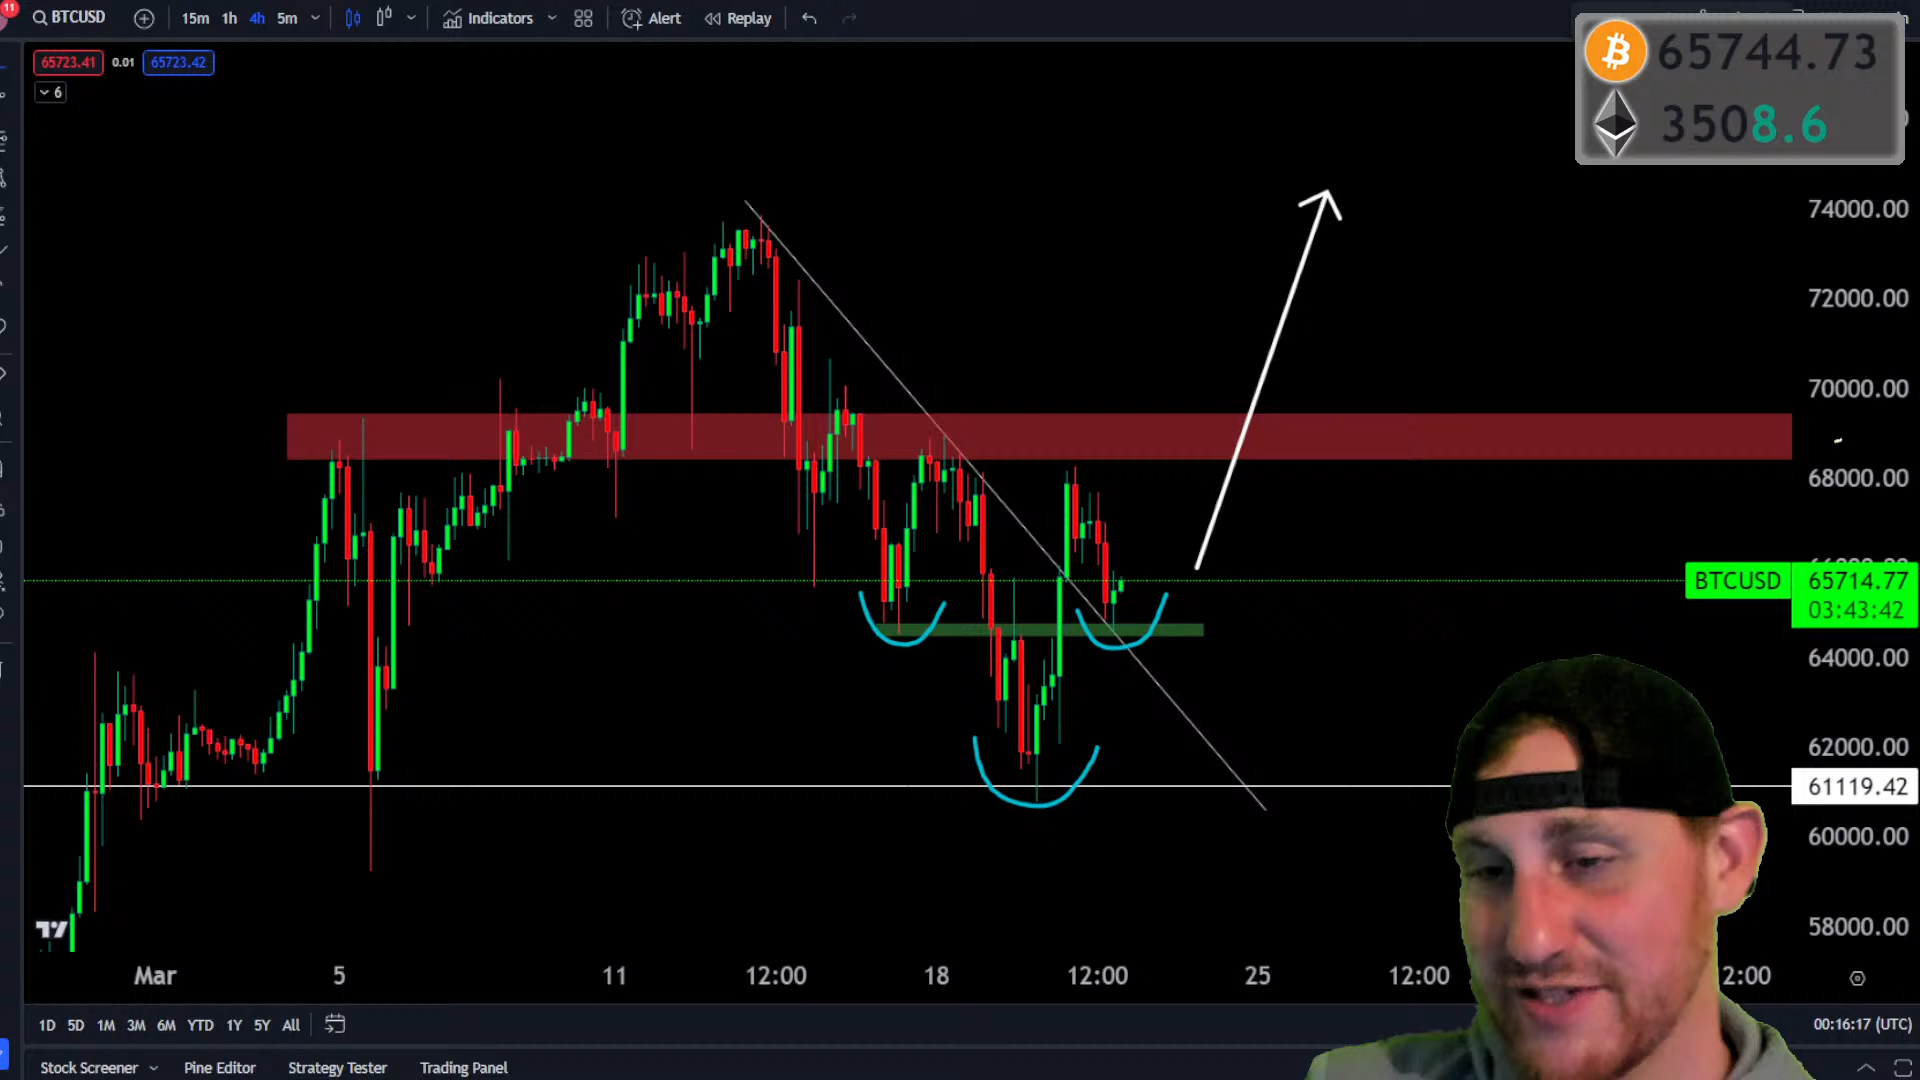 11
BTCUSD 15m 1h 4h 5m Indicators Alert Replay
65723.41 0.01 65723.42
6
65744.73
3508.6
74000.00
72000.00
70000.00
68000.00
BTCUSD 65714.77
03:43:42
64000.00
62000.00
61119.42
60000.00
58000.00
Mar 5 11 12:00 18 12:00 25 12:00 2:00
1D 5D 1M 3M 6M YTD 1Y 5Y All 00:16:17 (UTC)
Stock Screener Pine Editor Strategy Tester Trading Panel